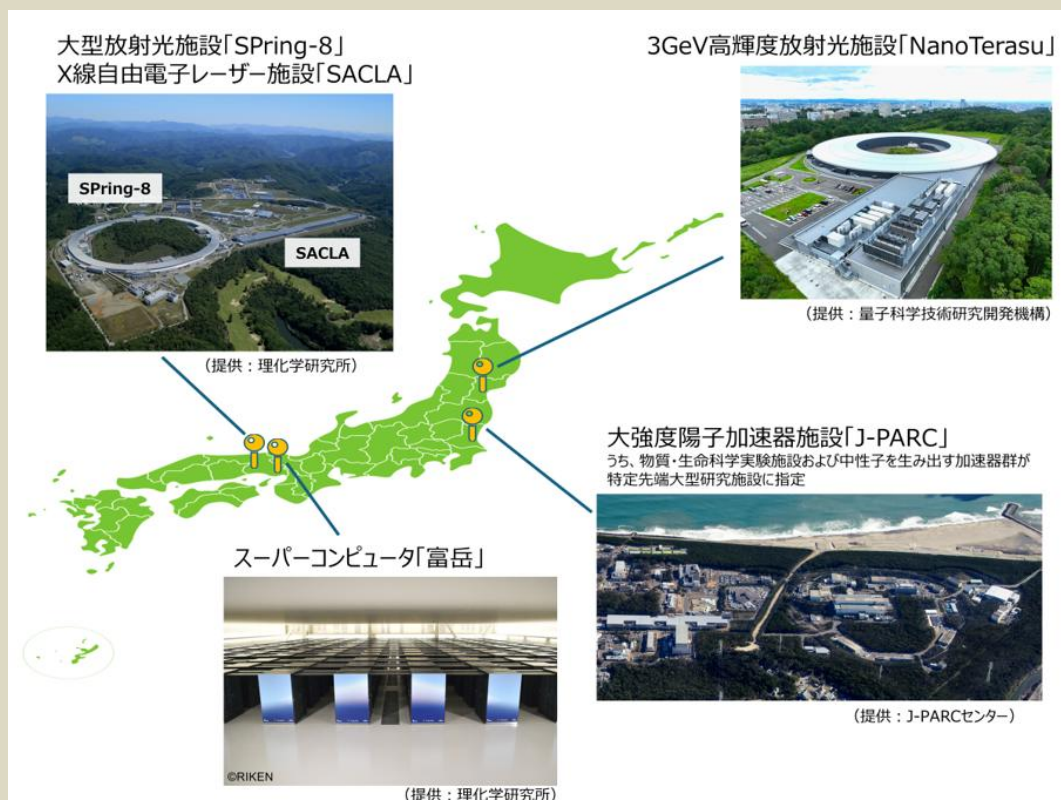 大型放射光施設「SPring-8」
X線自由電子レーザー施設「SACLA」
SPring-8
SACLA
(提供：理化学研究所)
3GeV高輝度放射光施設「NanoTerasu」
(提供：量子科学技術研究開発機構)
大強度陽子加速器施設「J-PARC」
うち、物質・生命科学実験施設および中性子を生み出す加速器群が
特定先端大型研究施設に指定
(提供：J-PARCセンター)
スーパーコンピュータ「富岳」
©RIKEN
(提供：理化学研究所)